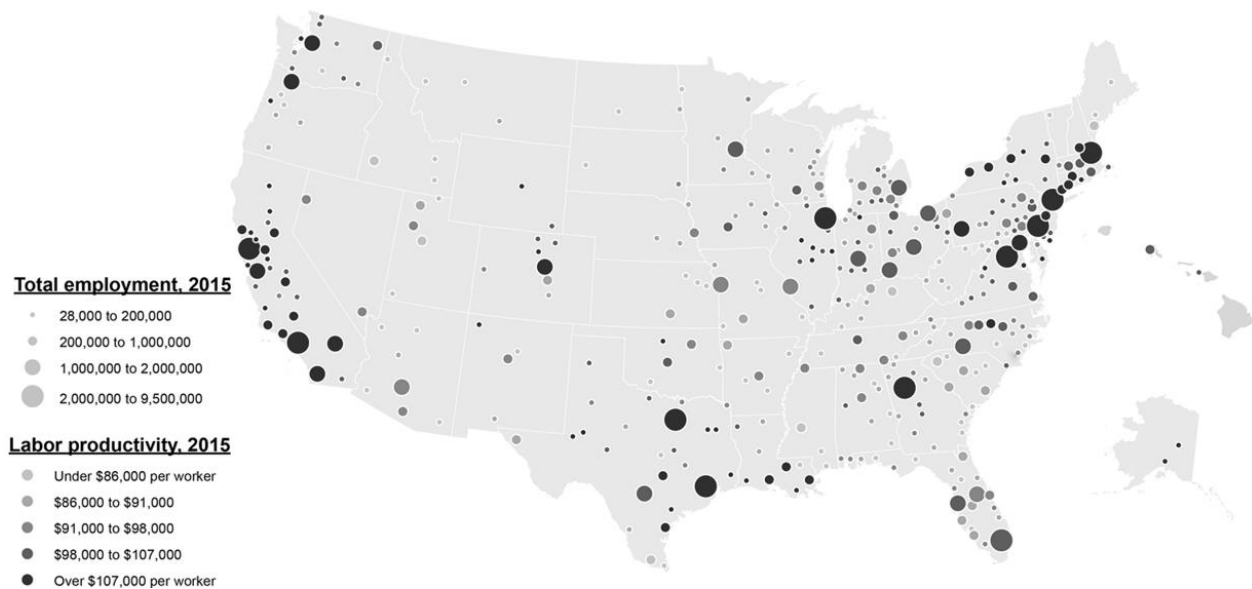 Total employment, 2015
28,000 to 200,000
200,000 to 1,000,000
1,000,000 to 2,000,000
2,000,000 to 9,500,000
Labor productivity, 2015
Under $86,000 per worker
$86,000 to $91,000
$91,000 to $98,000
$98,000 to $107,000
Over $107,000 per worker